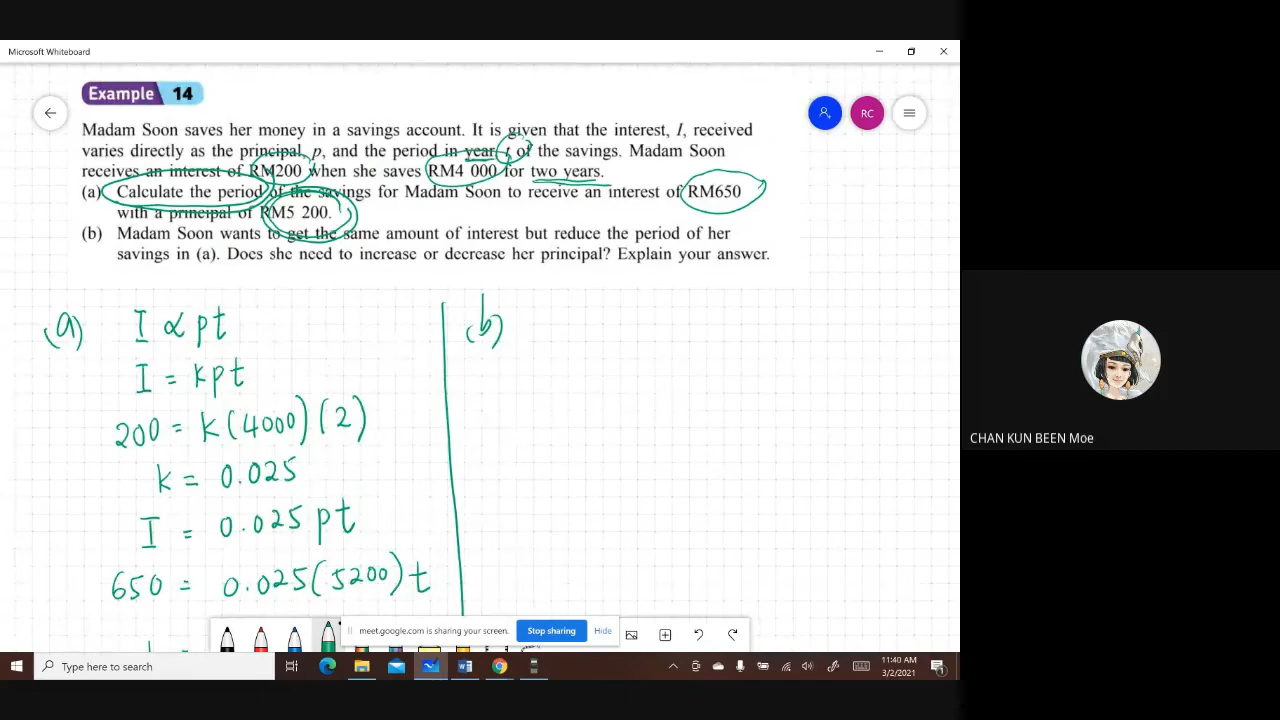 Microsoft Whiteboard
Example 14
Madam Soon saves her money in a savings account. It is given that the interest, I, received
varies directly as the principal, p, and the period in year, t of the savings. Madam Soon
receives an interest of RM200 when she saves RM4 000 for two years.
(a) Calculate the period of the savings for Madam Soon to receive an interest of RM650
with a principal of RM5 200.
(b) Madam Soon wants to get the same amount of interest but reduce the period of her
savings in (a). Does she need to increase or decrease her principal? Explain your answer.
RC
(a) I ∝ pt
I = kpt
200 = k(4000)(2)
k = 0.025
I = 0.025 pt
650 = 0.025(5200)t
(b)
CHAN KUN BEEN Moe
meet.google.com is sharing your screen.
Stop sharing
Hide
Type here to search
11:40 AM
3/2/2021